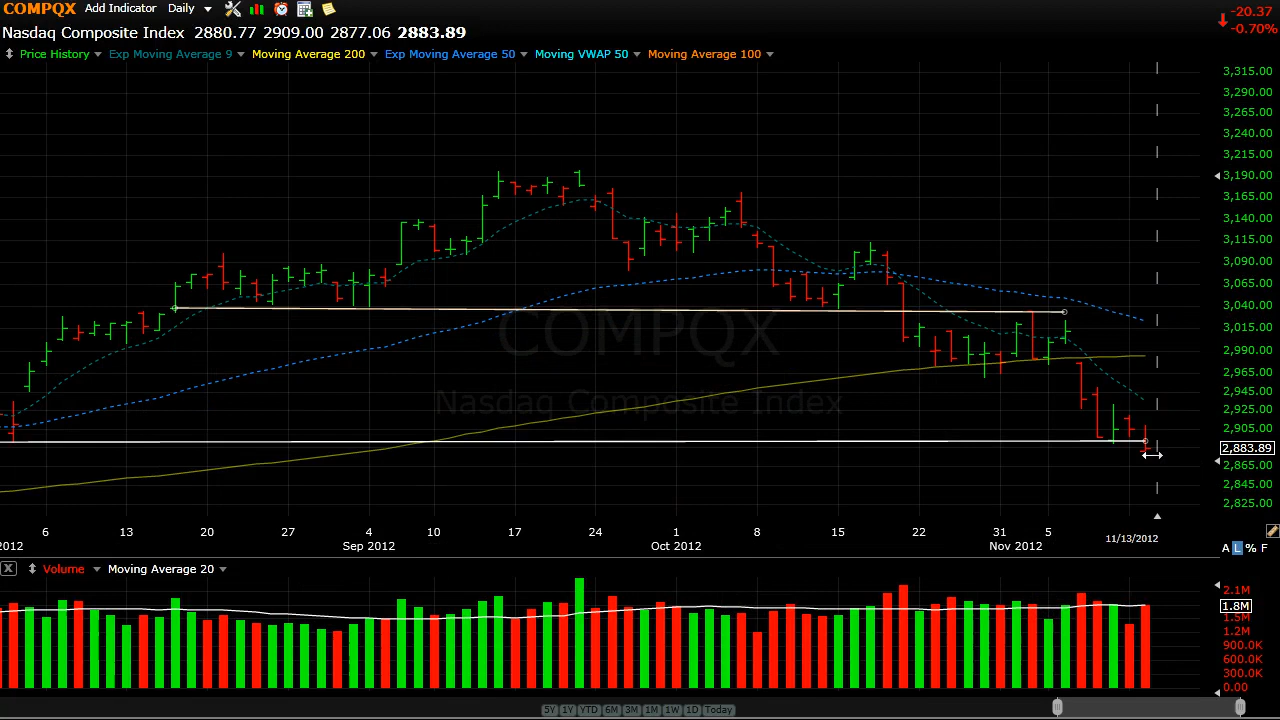 COMPQX Add Indicator Daily
-20.37
-0.70%
Nasdaq Composite Index 2880.77 2909.00 2877.06 2883.89
Price History Exp Moving Average 9 Moving Average 200 Exp Moving Average 50 Moving VWAP 50 Moving Average 100
3,315.00
3,290.00
3,265.00
3,240.00
3,215.00
3,190.00
3,165.00
3,140.00
3,115.00
3,090.00
3,065.00
3,040.00
3,015.00
2,990.00
2,965.00
2,945.00
2,925.00
2,905.00
2,883.89
2,865.00
2,845.00
2,825.00
COMPQX
Nasdaq Composite Index
6 13 20 27 4 10 17 24 1 8 15 22 31 5
2012 Sep 2012 Oct 2012 Nov 2012 11/13/2012
A L % F
X Volume Moving Average 20
2.1M
1.8M
1.5M
1.2M
900.0K
600.0K
300.0K
0.00
5Y 1Y YTD 6M 3M 1M 1W 1D Today